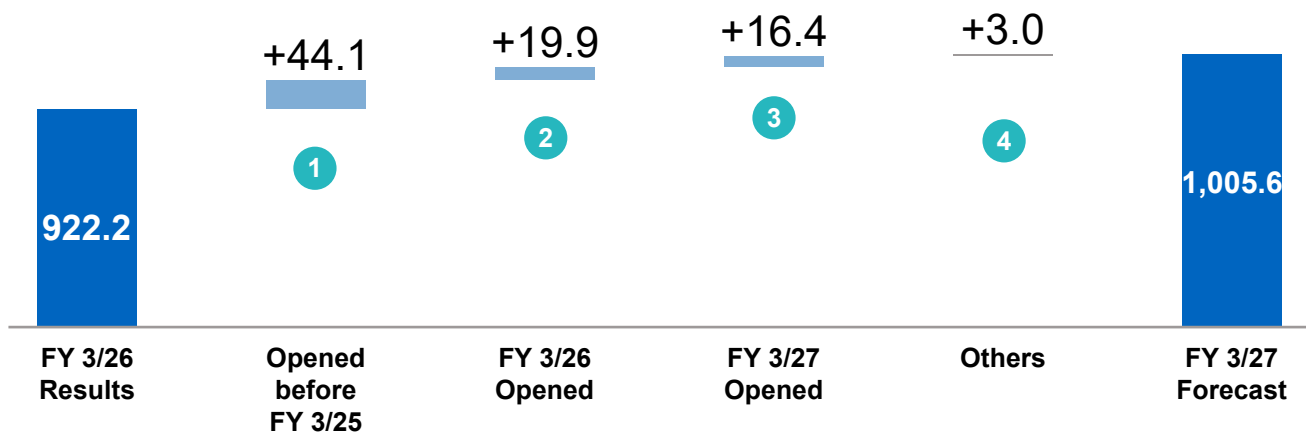 +44.1
+19.9
+16.4
+3.0
1
2
3
4
922.2
1,005.6
FY 3/26
Results
Opened
before
FY 3/25
FY 3/26
Opened
FY 3/27
Opened
Others
FY 3/27
Forecast